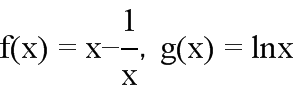 f(x) = x − 1/x, g(x) = lnx